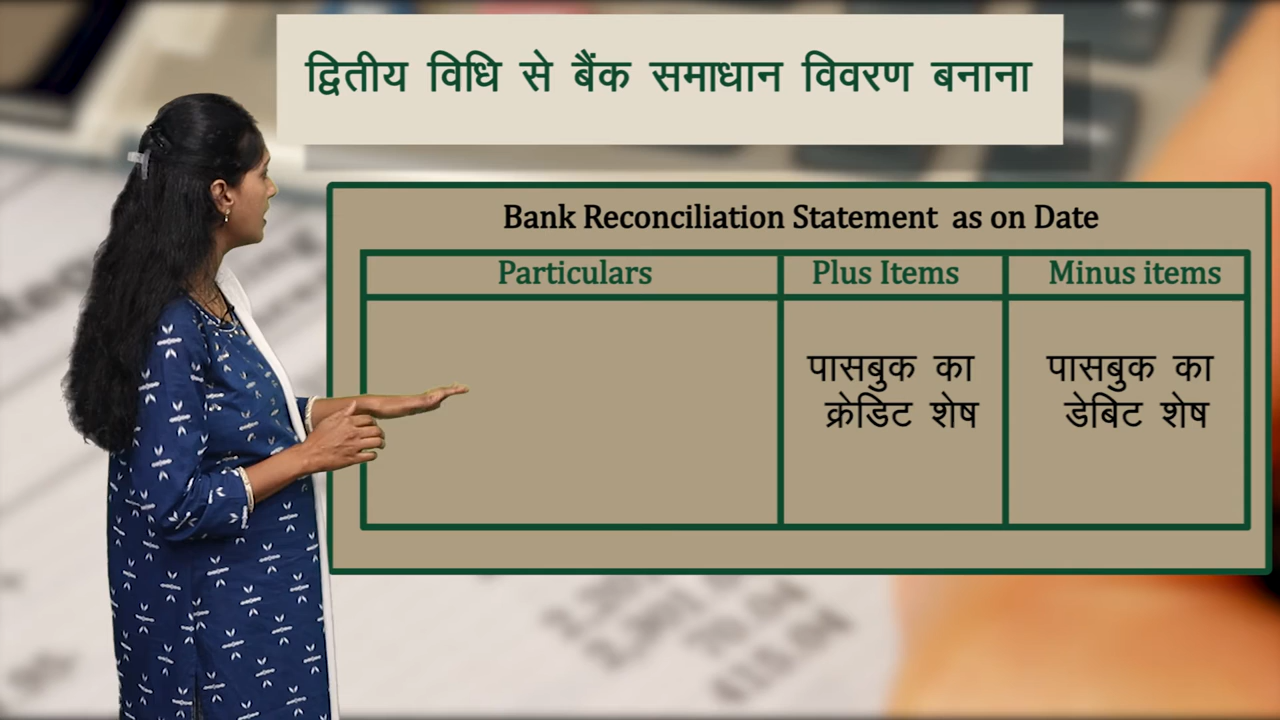 द्वितीय विधि से बैंक समाधान विवरण बनाना
Bank Reconciliation Statement as on Date
Particulars
Plus Items
Minus items
पासबुक का
क्रेडिट शेष
पासबुक का
डेबिट शेष